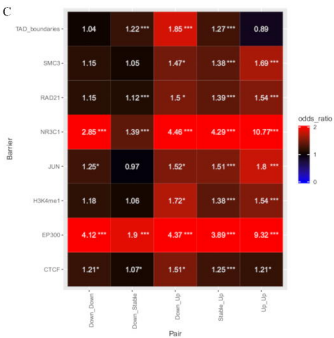 C
TAD_boundaries 1.04 1.22 *** 1.85 *** 1.27 *** 0.89
SMC3 1.15 1.05 1.47 * 1.38 *** 1.69 ***
RAD21 1.15 1.12 *** 1.5 * 1.39 *** 1.54 ***
NR3C1 2.85 *** 1.39 *** 4.46 *** 4.29 *** 10.77 ***
JUN 1.25 * 0.97 1.52 * 1.51 *** 1.8 ***
H3K4me1 1.18 1.06 1.72 * 1.38 *** 1.54 ***
EP300 4.12 *** 1.9 *** 4.37 *** 3.89 *** 9.32 ***
CTCF 1.21 * 1.07 * 1.51 * 1.25 *** 1.21 *
Down_Down Down_Stable Down_Up Stable_Up Up_Up
Pair
Barrier
odds_ratio
2
1
0